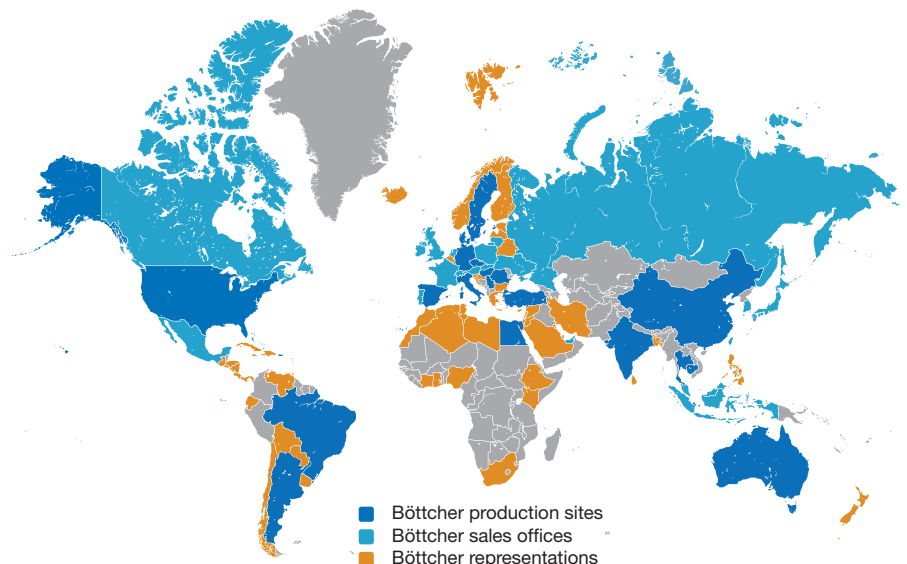 Böttcher production sites
Böttcher sales offices
Böttcher representations